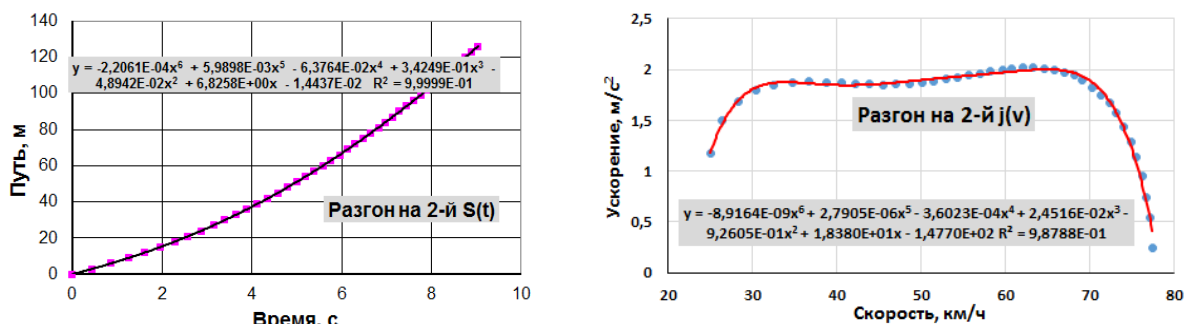 140
120
100
80
60
40
20
0
y = -2,2061E-04x⁶ + 5,9898E-03x⁵ - 6,3764E-02x⁴ + 3,4249E-01x³ -
4,8942E-02x² + 6,8258E+00x - 1,4437E-02 R² = 9,9999E-01
Путь, м
Разгон на 2-й S(t)
0 2 4 6 8 10
Время, с
2,5
2
1,5
1
0,5
0
Ускорение, м/с²
Разгон на 2-й j(v)
y = -8,9164E-09x⁶ + 2,7905E-06x⁵ - 3,6023E-04x⁴ + 2,4516E-02x³ -
9,2605E-01x² + 1,8380E+01x - 1,4770E+02 R² = 9,8788E-01
20 30 40 50 60 70 80
Скорость, км/ч